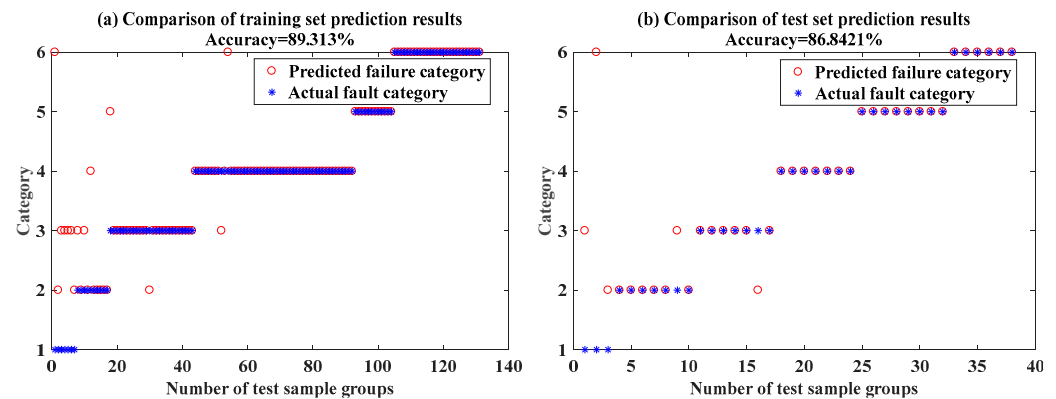 (a) Comparison of training set prediction results
Accuracy=89.313%
6
5
4
3
2
1
Category
Predicted failure category
Actual fault category
0
20
40
60
80
100
120
140
Number of test sample groups
(b) Comparison of test set prediction results
Accuracy=86.8421%
6
5
4
3
2
1
Category
Predicted failure category
Actual fault category
0
5
10
15
20
25
30
35
40
Number of test sample groups